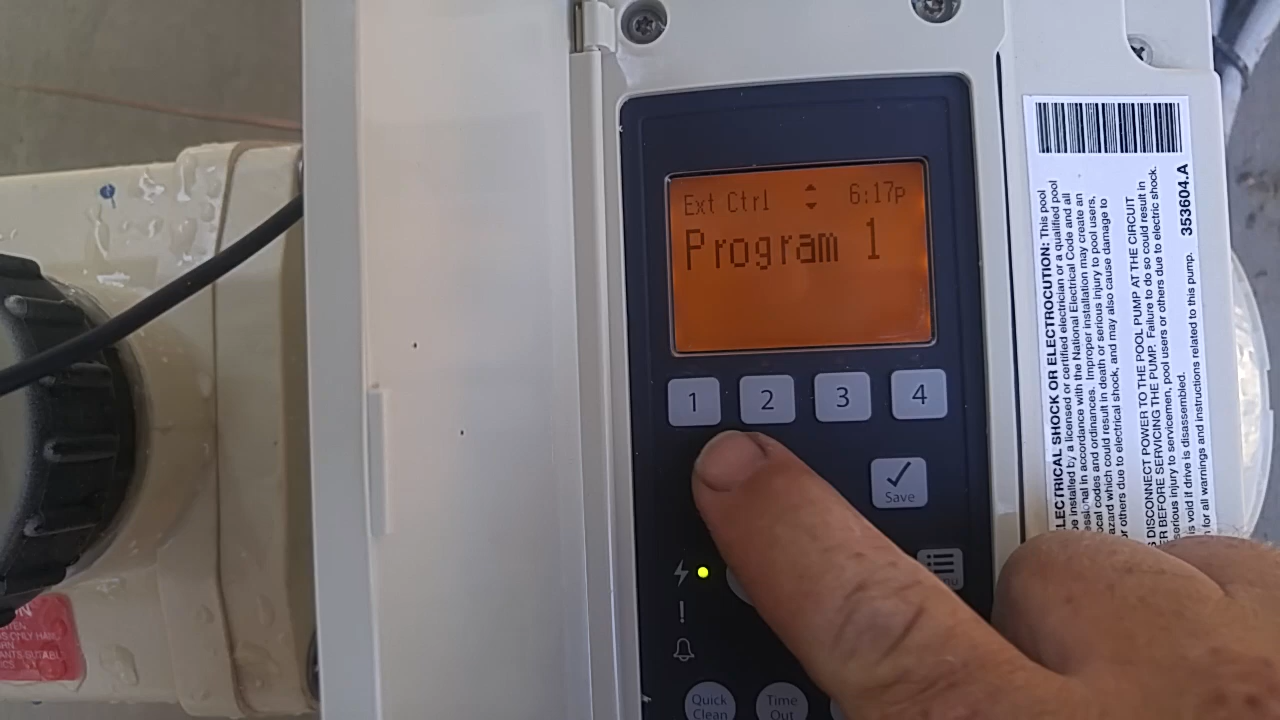 Ext Ctrl 6:17p
Program 1
1 2 3 4
Save
Quick
Clean
Time
Out
ELECTRICAL SHOCK OR ELECTROCUTION: This pool
be installed by a licensed or certified electrician or a qualified pool
essional in accordance with the National Electrical Code and all
ocal codes and ordinances. Improper installation may create an
azard which could result in death or serious injury to pool users,
or others due to electrical shock, and may also cause damage to
DISCONNECT POWER TO THE POOL PUMP AT THE CIRCUIT
R BEFORE SERVICING THE PUMP. Failure to do so could result in
serious injury to servicemen, pool users or others due to electric shock.
is void if drive is disassembled.
for all warnings and instructions related to this pump. 353604.A